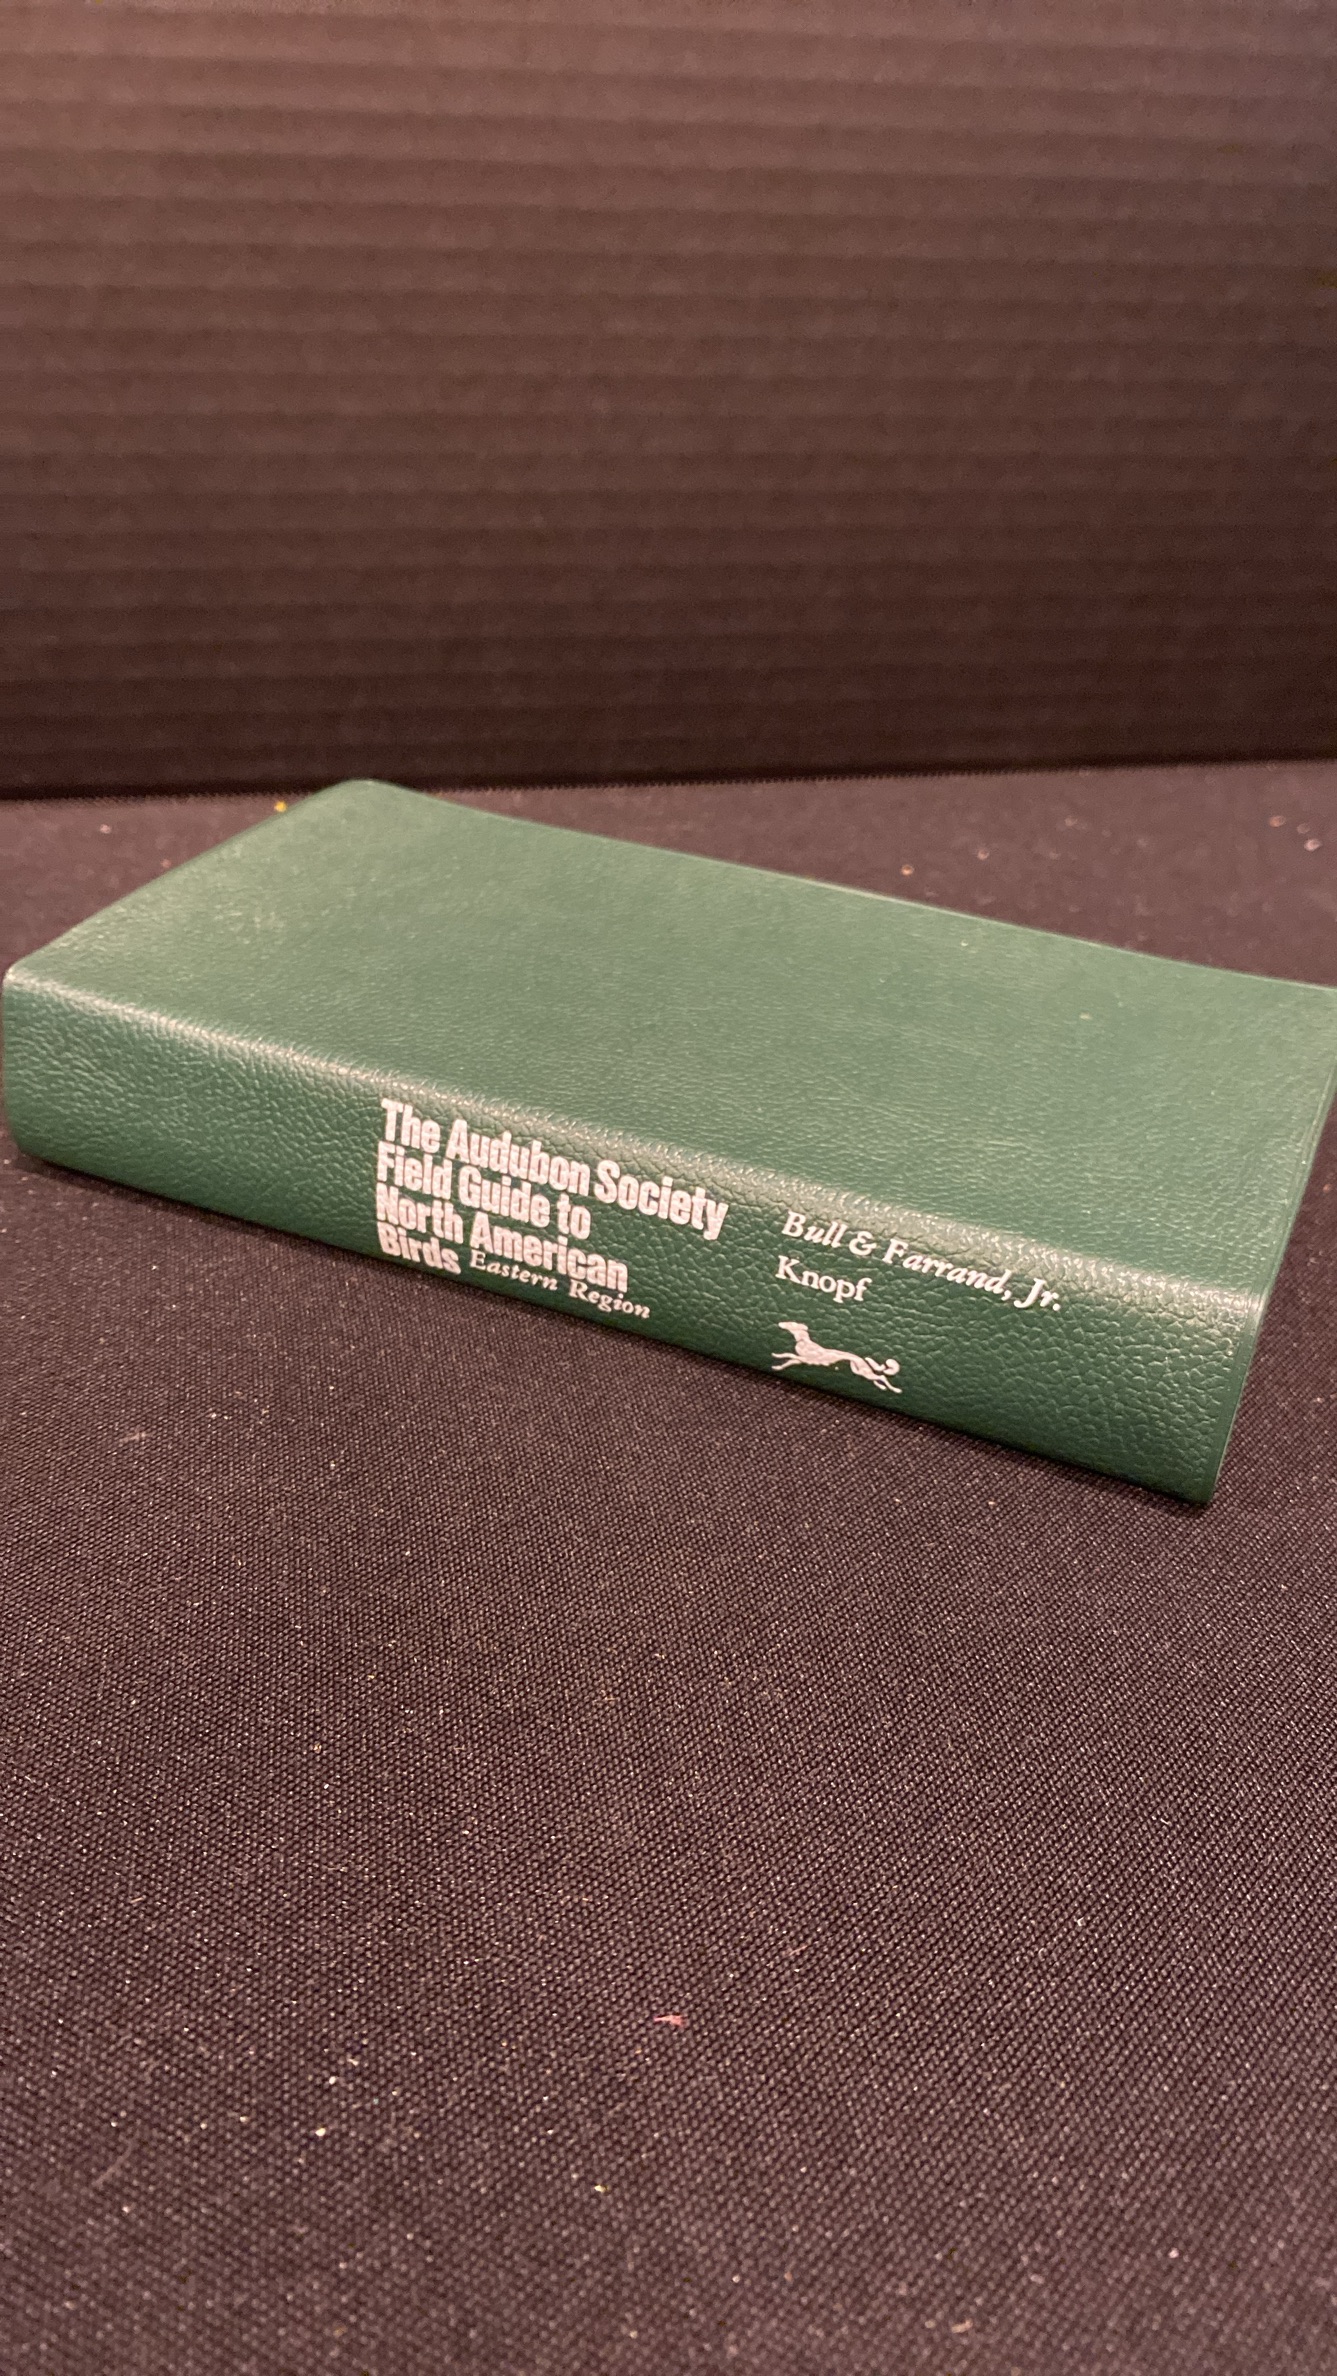 The Audubon Society
Field Guide to
North American
Birds Eastern Region
Bull & Farrand, Jr.
Knopf